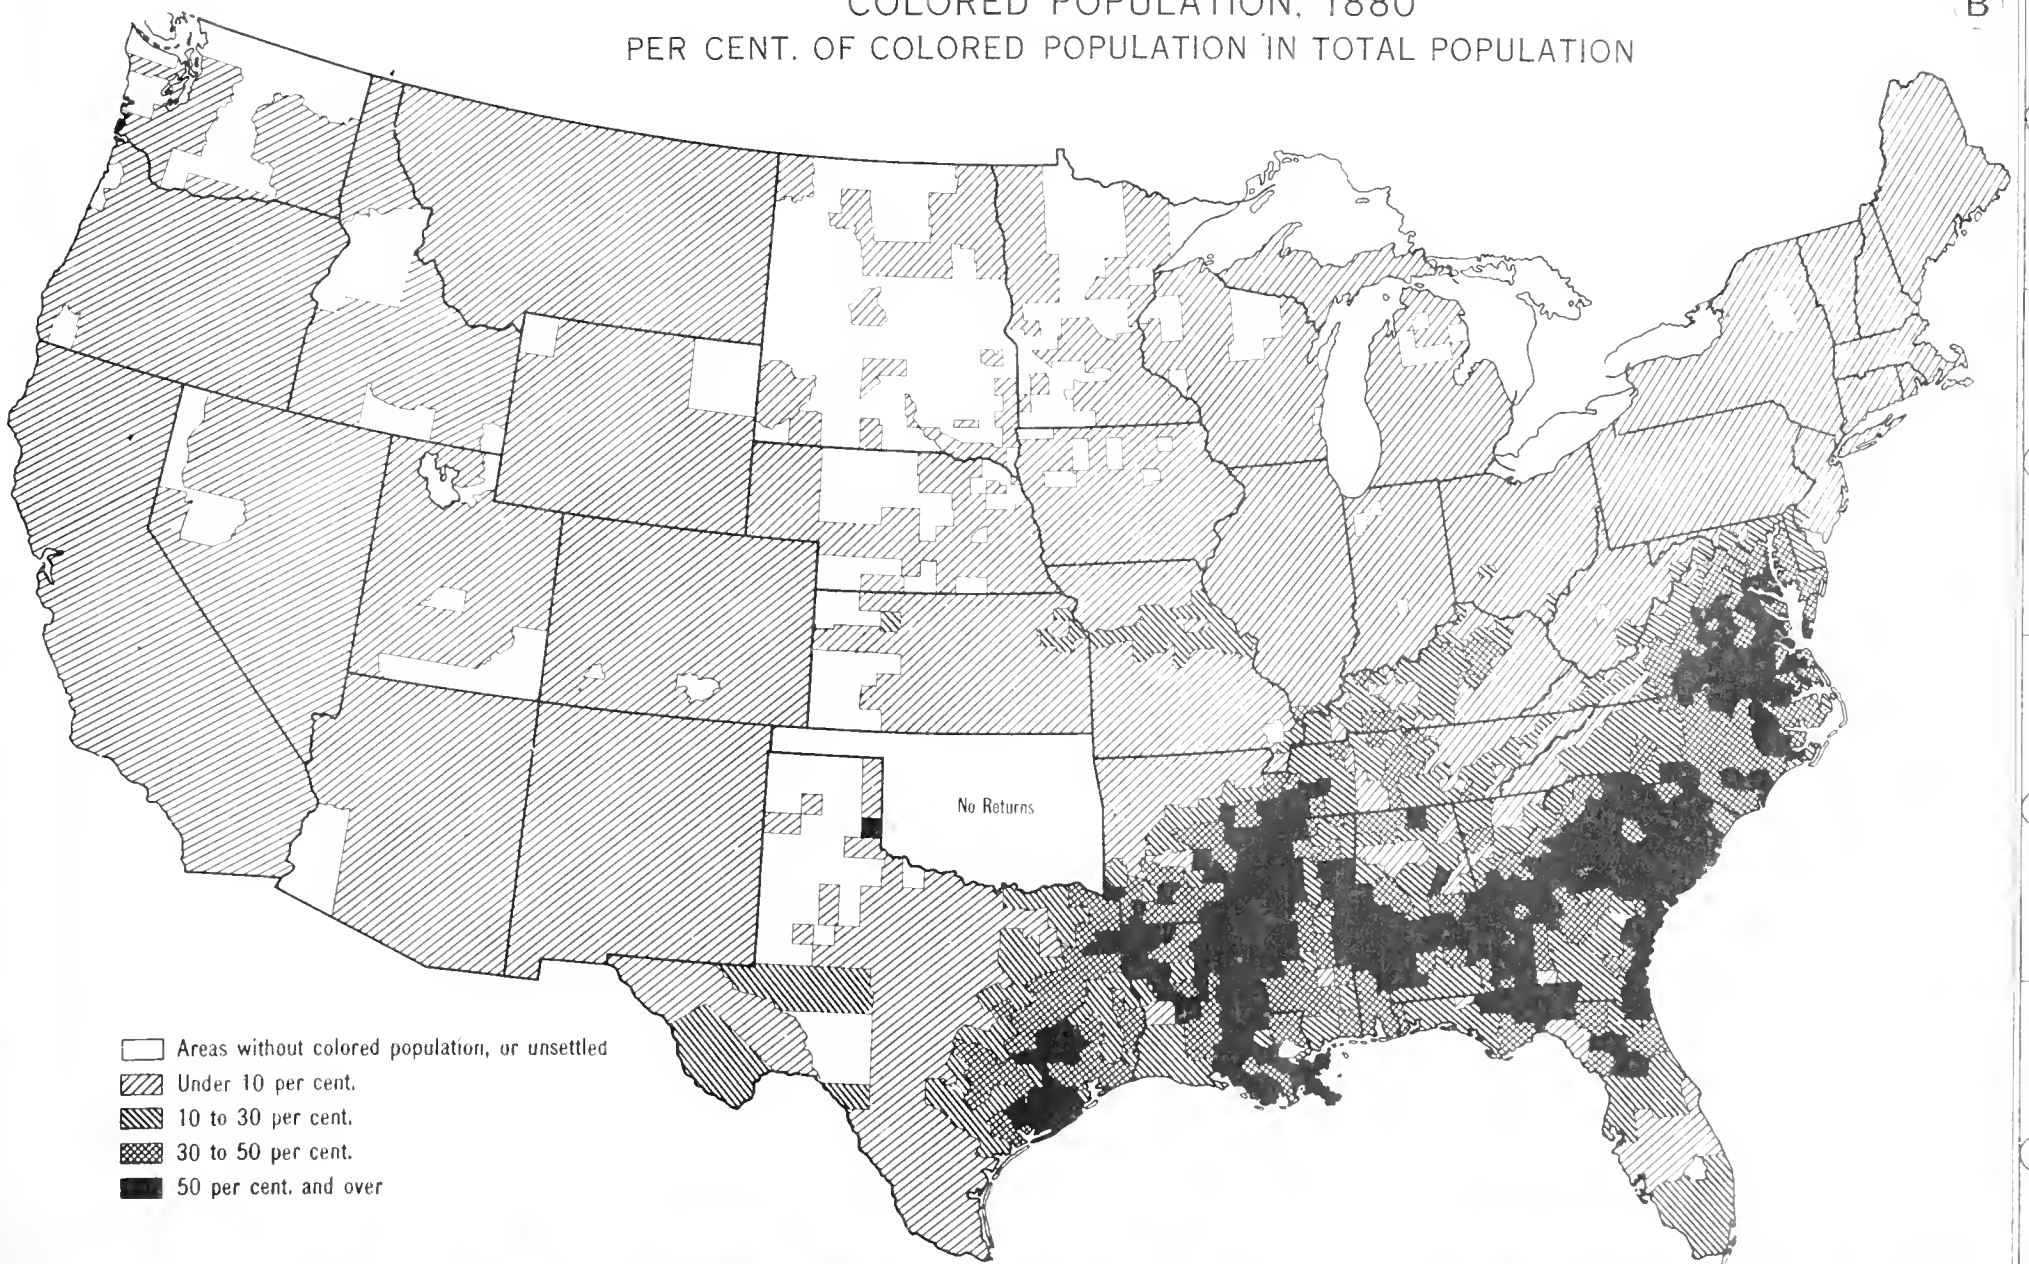 COLORED POPULATION, 1880
B
PER CENT. OF COLORED POPULATION IN TOTAL POPULATION
No Returns
Areas without colored population, or unsettled
Under 10 per cent.
10 to 30 per cent.
30 to 50 per cent.
50 per cent. and over